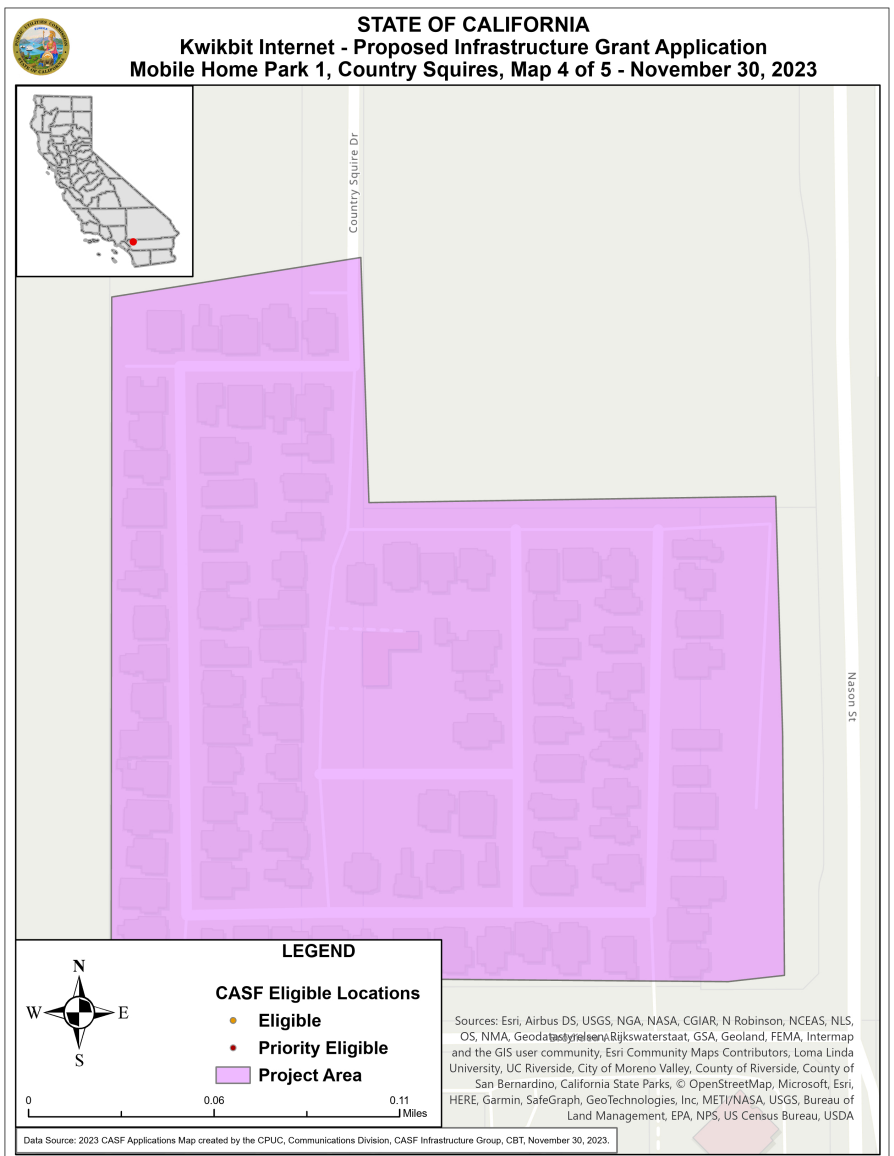 STATE OF CALIFORNIA
Kwikbit Internet - Proposed Infrastructure Grant Application
Mobile Home Park 1, Country Squires, Map 4 of 5 - November 30, 2023
Country Squire Dr
Nason St
LEGEND
CASF Eligible Locations
Eligible
Priority Eligible
Project Area
N
W
E
S
0
0.06
0.11
Miles
Sources: Esri, Airbus DS, USGS, NGA, NASA, CGIAR, N Robinson, NCEAS, NLS,
OS, NMA, Geodatastyrelsen, Rijkswaterstaat, GSA, Geoland, FEMA, Intermap
and the GIS user community, Esri Community Maps Contributors, Loma Linda
University, UC Riverside, City of Moreno Valley, County of Riverside, County of
San Bernardino, California State Parks, © OpenStreetMap, Microsoft, Esri,
HERE, Garmin, SafeGraph, GeoTechnologies, Inc, METI/NASA, USGS, Bureau of
Land Management, EPA, NPS, US Census Bureau, USDA
Data Source: 2023 CASF Applications Map created by the CPUC, Communications Division, CASF Infrastructure Group, CBT, November 30, 2023.